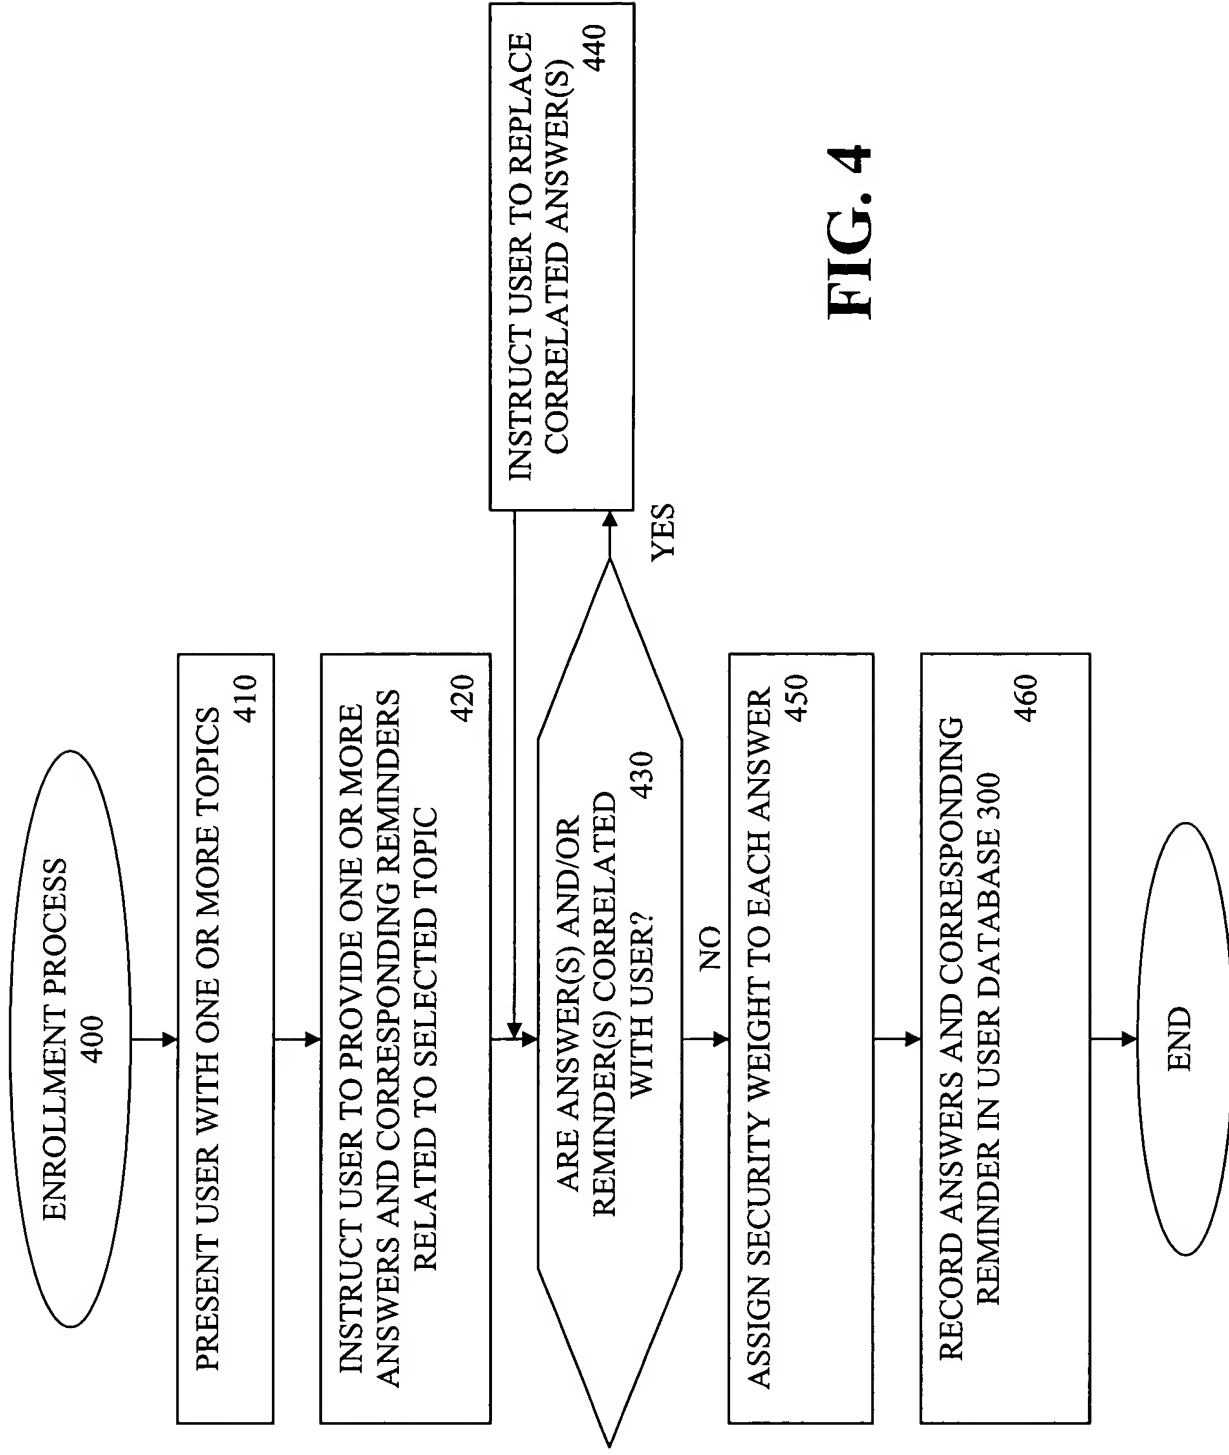 ENROLLMENT PROCESS
400
PRESENT USER WITH ONE OR MORE TOPICS
410
INSTRUCT USER TO PROVIDE ONE OR MORE
ANSWERS AND CORRESPONDING REMINDERS
RELATED TO SELECTED TOPIC
420
ARE ANSWER(S) AND/OR
REMINDER(S) CORRELATED
WITH USER?
430
YES
INSTRUCT USER TO REPLACE
CORRELATED ANSWER(S)
440
NO
ASSIGN SECURITY WEIGHT TO EACH ANSWER
450
RECORD ANSWERS AND CORRESPONDING
REMINDER IN USER DATABASE 300
460
END
FIG. 4